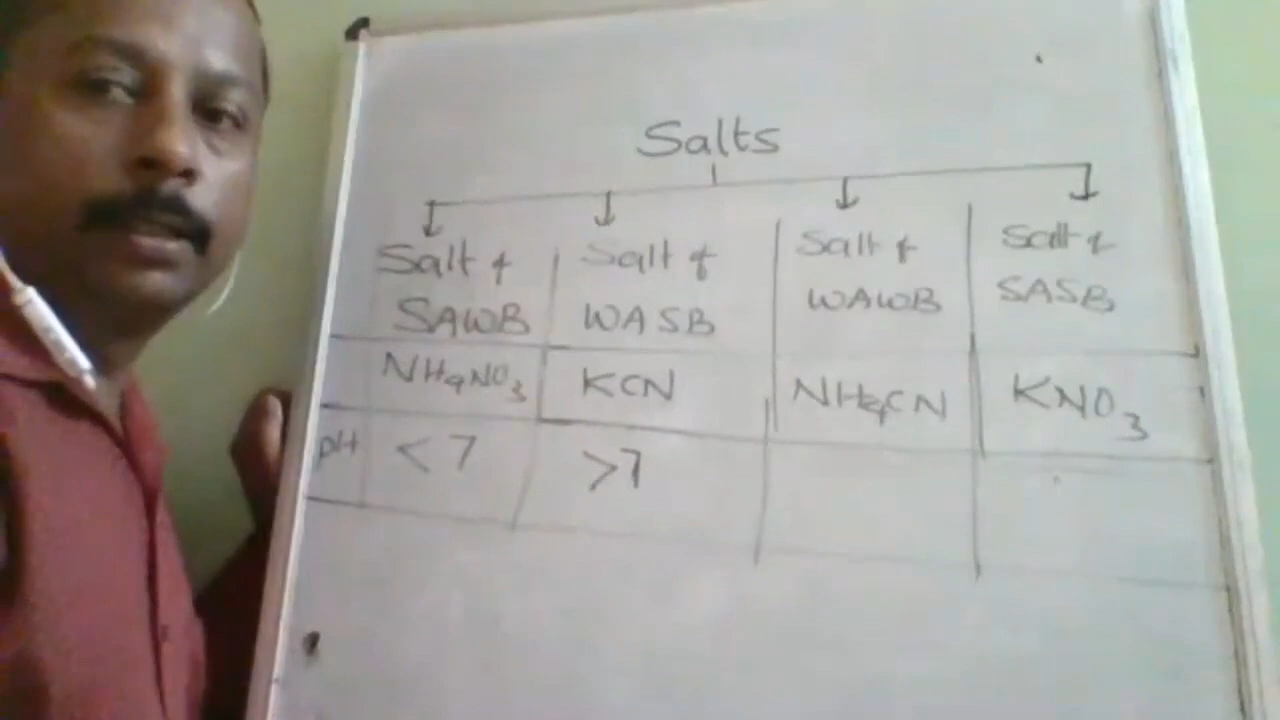 Salts
Salt of SAWB
Salt of WASB
Salt of WAWB
Salt of SASB
NH4NO3
KCN
NH4CN
KNO3
pH
<7
>7